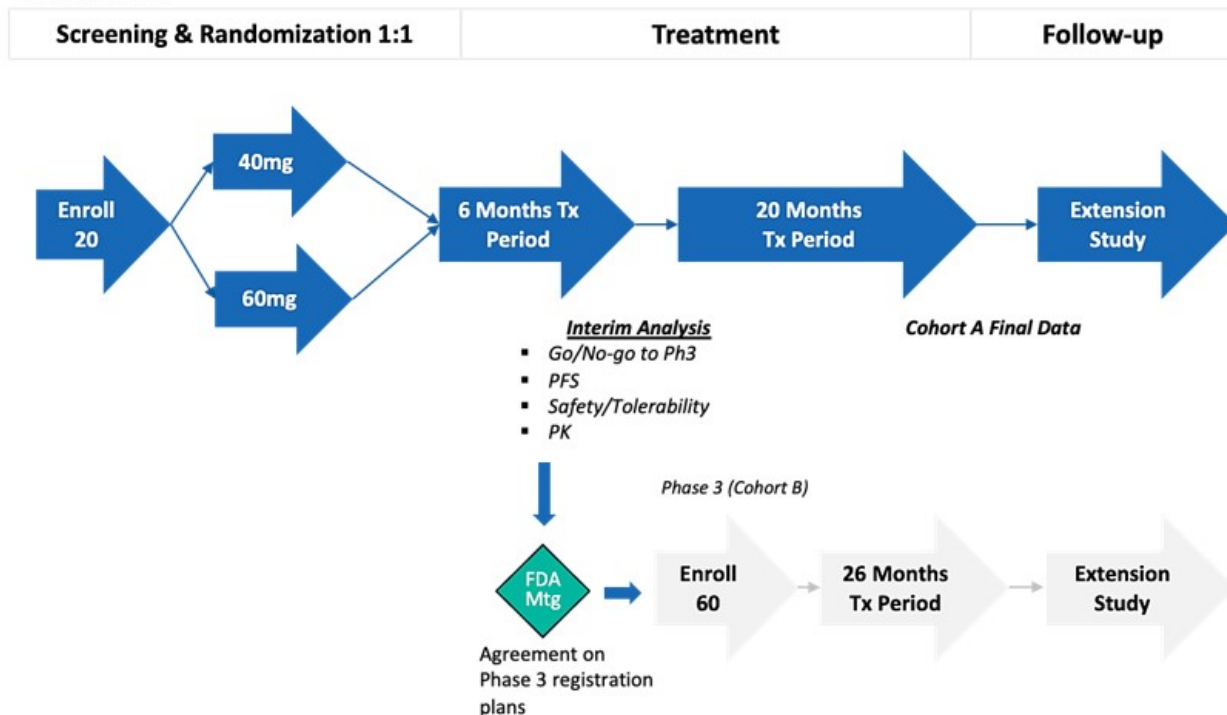 Screening & Randomization 1:1
Treatment
Follow-up
Enroll
20
40mg
60mg
6 Months Tx
Period
20 Months
Tx Period
Extension
Study
Interim Analysis
▪ Go/No-go to Ph3
▪ PFS
▪ Safety/Tolerability
▪ PK
Cohort A Final Data
Phase 3 (Cohort B)
FDA
Mtg
Agreement on
Phase 3 registration
plans
Enroll
60
26 Months
Tx Period
Extension
Study